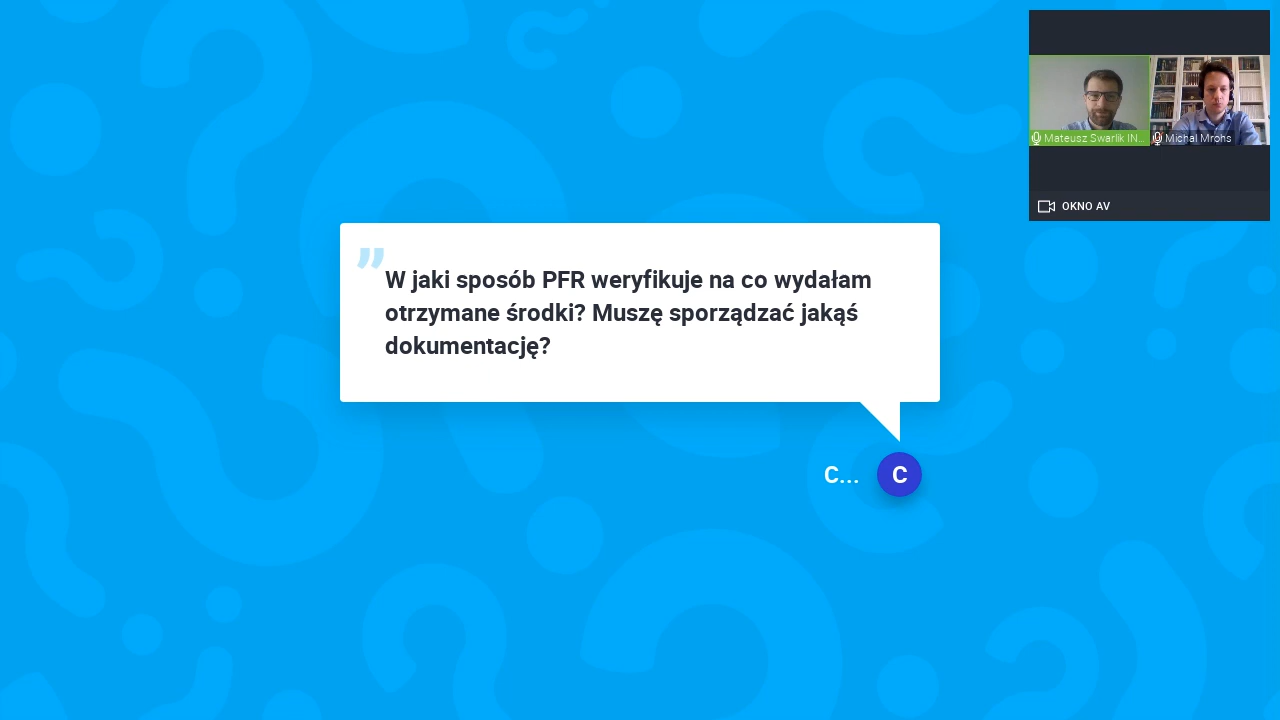 Mateusz Swarlik IN...
Michal Mrohs
OKNO AV
” W jaki sposób PFR weryfikuje na co wydałam
otrzymane środki? Muszę sporządzać jakąś
dokumentację?
C...
C